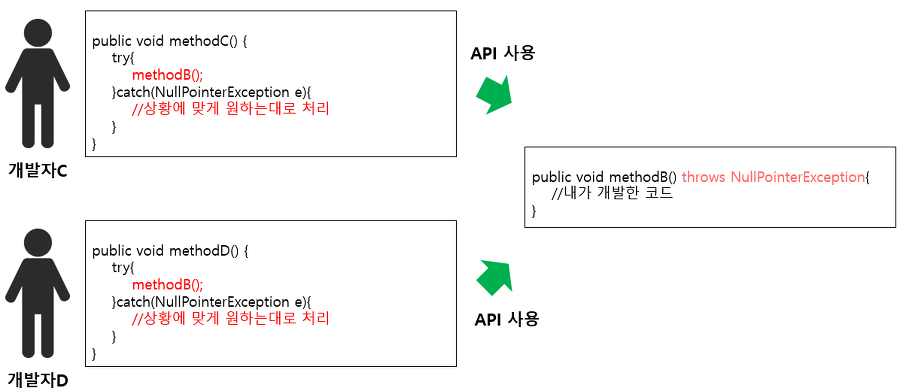 public void methodC() {
try{
methodB();
}catch(NullPointerException e){
//상황에 맞게 원하는대로 처리
}
}
개발자C
API 사용
public void methodB() throws NullPointerException{
//내가 개발한 코드
}
public void methodD() {
try{
methodB();
}catch(NullPointerException e){
//상황에 맞게 원하는대로 처리
}
}
개발자D
API 사용